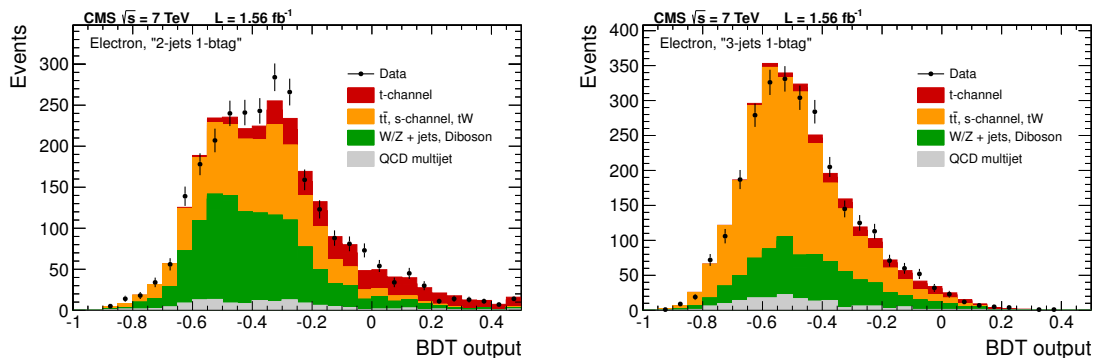 CMS √s = 7 TeV L = 1.56 fb⁻¹
Electron, "2-jets 1-btag"
Events
300
250
200
150
100
50
0
Data
t-channel
tt̄, s-channel, tW
W/Z + jets, Diboson
QCD multijet
-1 -0.8 -0.6 -0.4 -0.2 0 0.2 0.4
BDT output
CMS √s = 7 TeV L = 1.56 fb⁻¹
Electron, "3-jets 1-btag"
Events
400
350
300
250
200
150
100
50
0
Data
t-channel
tt̄, s-channel, tW
W/Z + jets, Diboson
QCD multijet
-1 -0.8 -0.6 -0.4 -0.2 0 0.2 0.4
BDT output